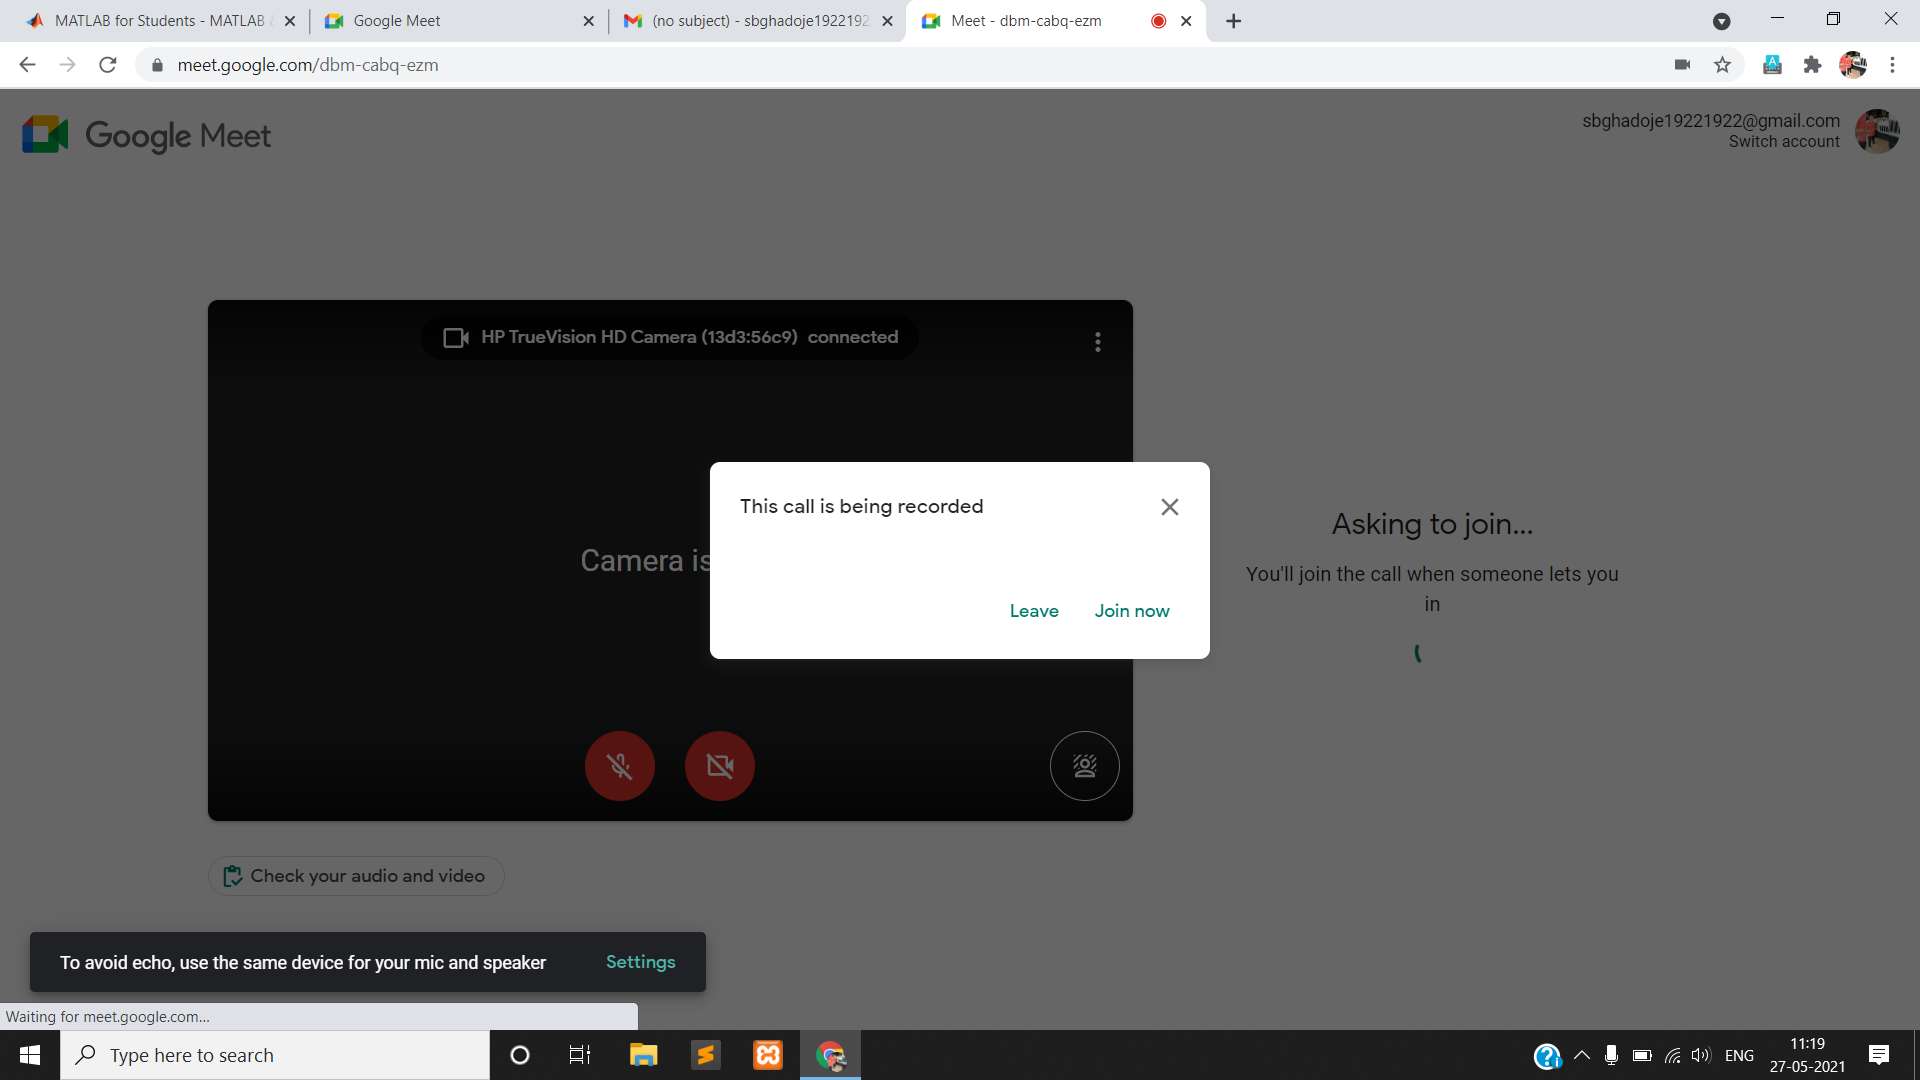 MATLAB for Students - MATLAB
Google Meet
(no subject) - sbghadoje1922192
Meet - dbm-cabq-ezm
meet.google.com/dbm-cabq-ezm
Google Meet
sbghadoje19221922@gmail.com
Switch account
HP TrueVision HD Camera (13d3:56c9) connected
This call is being recorded
Camera is
Leave
Join now
Asking to join...
You'll join the call when someone lets you
in
Check your audio and video
To avoid echo, use the same device for your mic and speaker
Settings
Waiting for meet.google.com...
Type here to search
ENG
11:19
27-05-2021